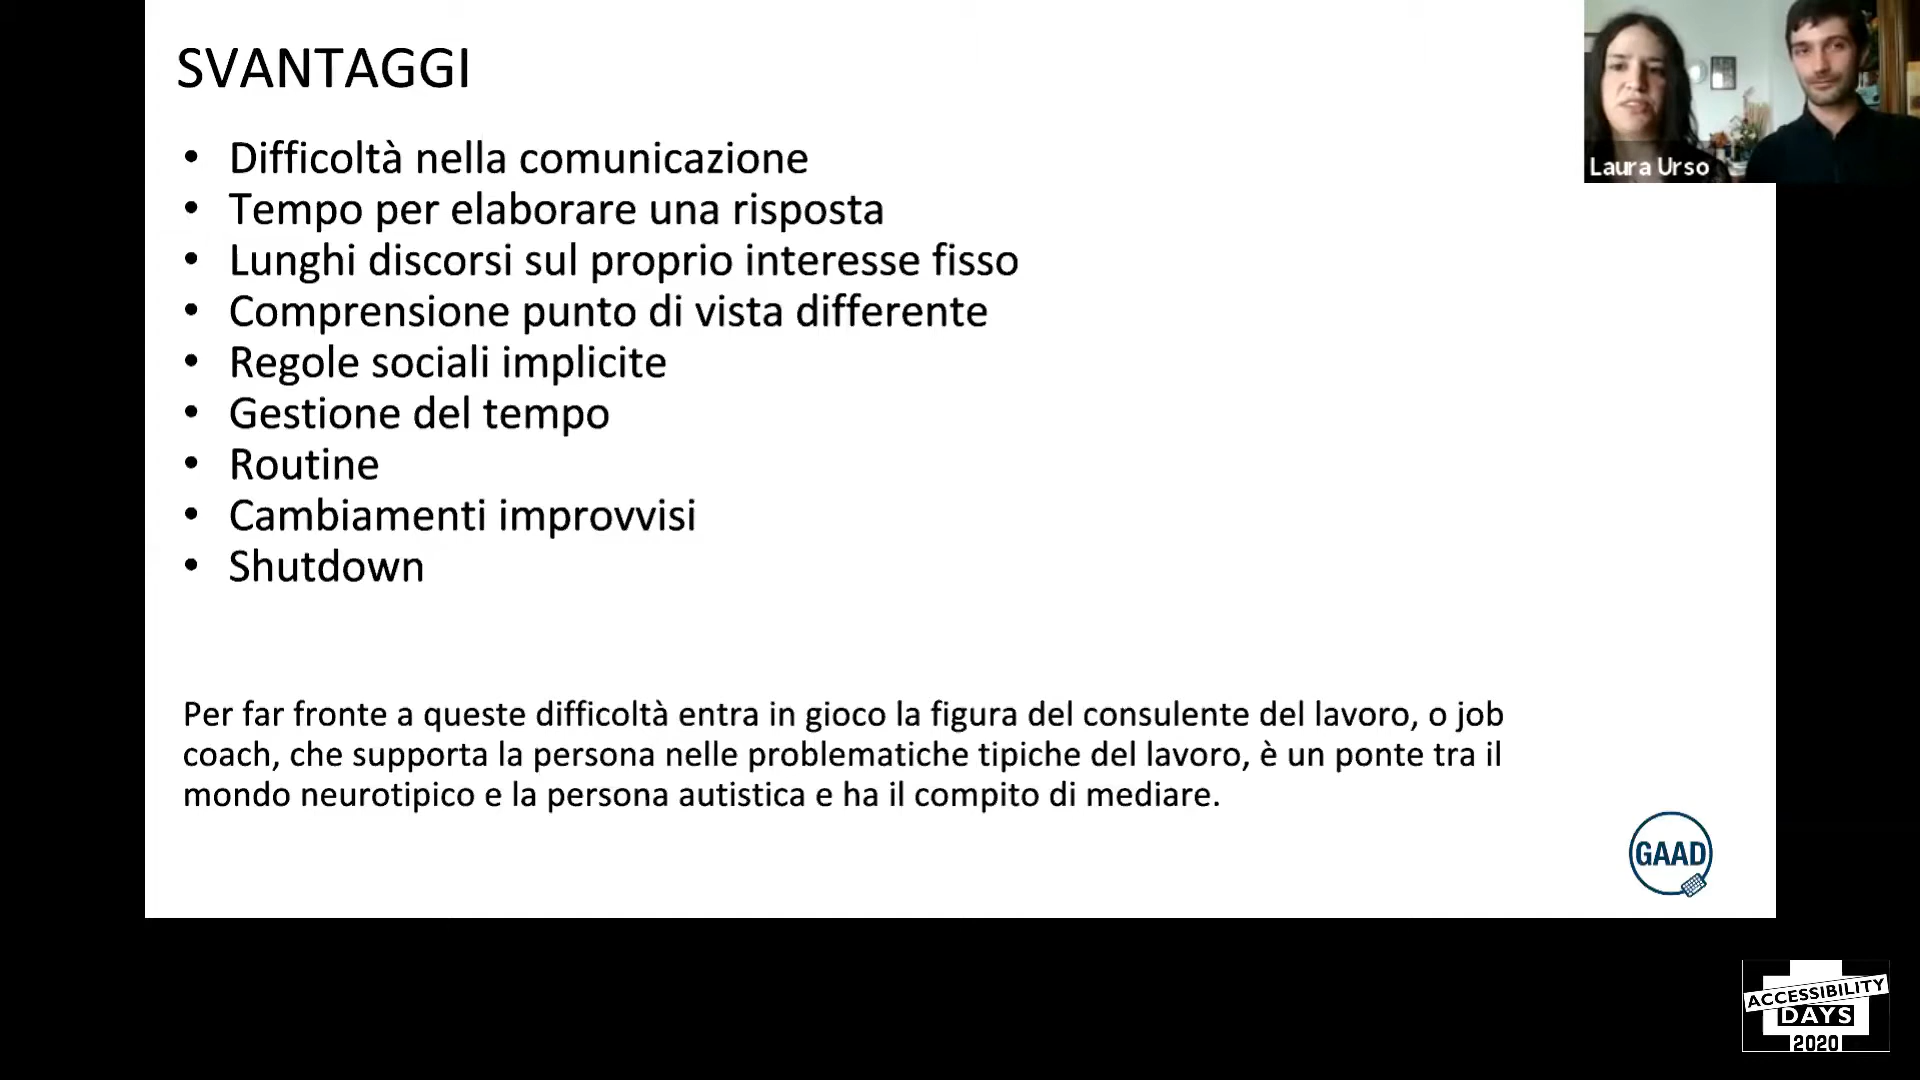 SVANTAGGI
• Difficoltà nella comunicazione
• Tempo per elaborare una risposta
• Lunghi discorsi sul proprio interesse fisso
• Comprensione punto di vista differente
• Regole sociali implicite
• Gestione del tempo
• Routine
• Cambiamenti improvvisi
• Shutdown
Per far fronte a queste difficoltà entra in gioco la figura del consulente del lavoro, o job
coach, che supporta la persona nelle problematiche tipiche del lavoro, è un ponte tra il
mondo neurotipico e la persona autistica e ha il compito di mediare.
Laura Urso
GAAD
ACCESSIBILITY
DAYS
2020